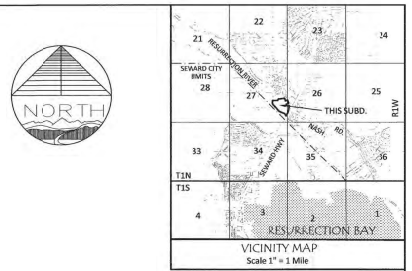 NORTH
21
22
23
24
RESURRECTION RIVER
SEWARD CITY
LIMITS
28
27
26
25
THIS SUBD.
R1W
NASH RD
33
34
SEWARD HWY
35
36
T1N
T1S
4
3
2
1
RESURRECTION BAY
VICINITY MAP
Scale 1" = 1 Mile